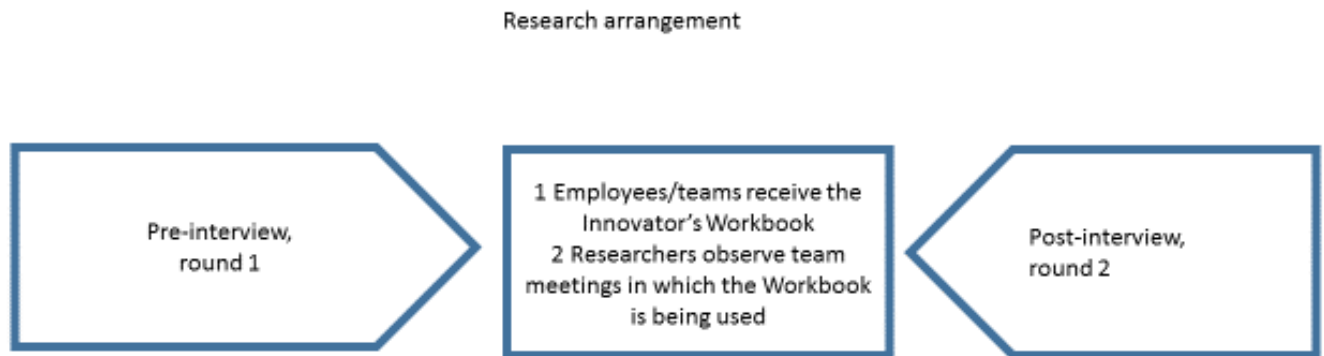 Research arrangement
Pre-interview,
round 1
1 Employees/teams receive the
Innovator's Workbook
2 Researchers observe team
meetings in which the Workbook
is being used
Post-interview,
round 2